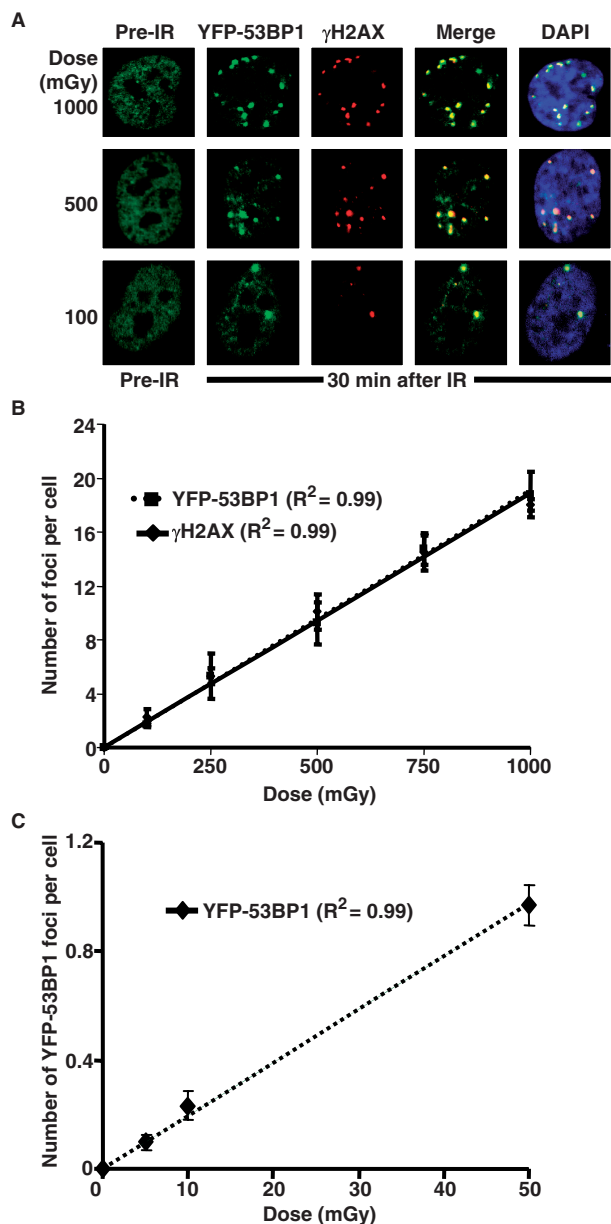 A
Pre-IR YFP-53BP1 γH2AX Merge DAPI
Dose
(mGy)
1000
500
100
Pre-IR 30 min after IR
B
24
20
16
12
8
4
0
Number of foci per cell
YFP-53BP1 (R² = 0.99)
γH2AX (R² = 0.99)
0 250 500 750 1000
Dose (mGy)
C
1.2
0.8
0.4
0
Number of YFP-53BP1 foci per cell
YFP-53BP1 (R² = 0.99)
0 10 20 30 40 50
Dose (mGy)